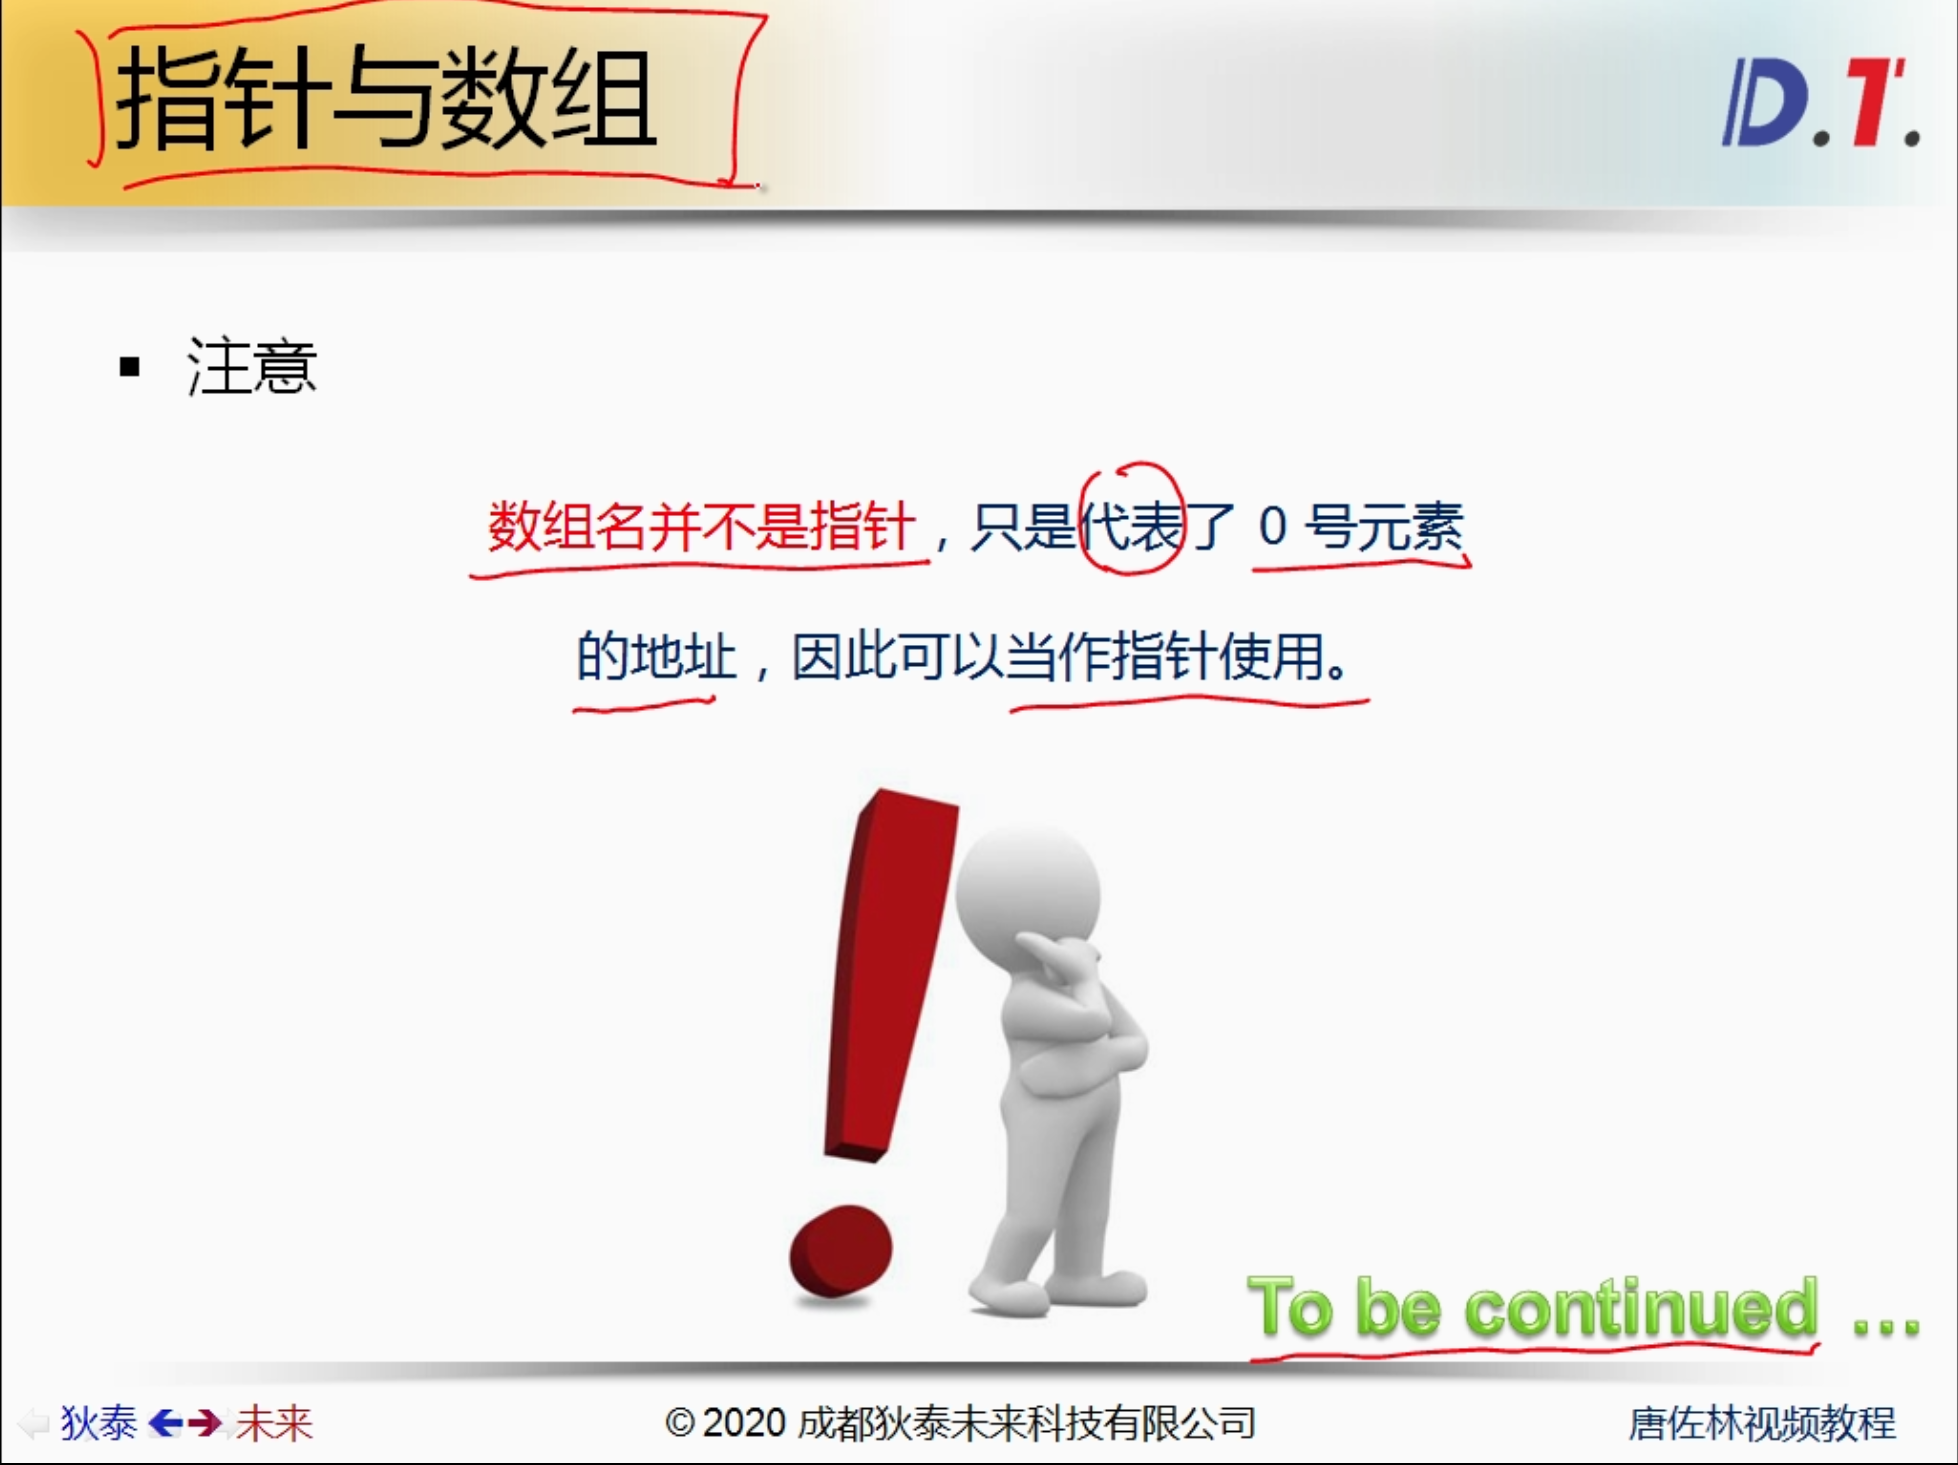 指针与数组
D.T.
▪ 注意
数组名并不是指针，只是代表了 0 号元素
的地址，因此可以当作指针使用。
To be continued ...
狄泰 未来
© 2020 成都狄泰未来科技有限公司
唐佐林视频教程